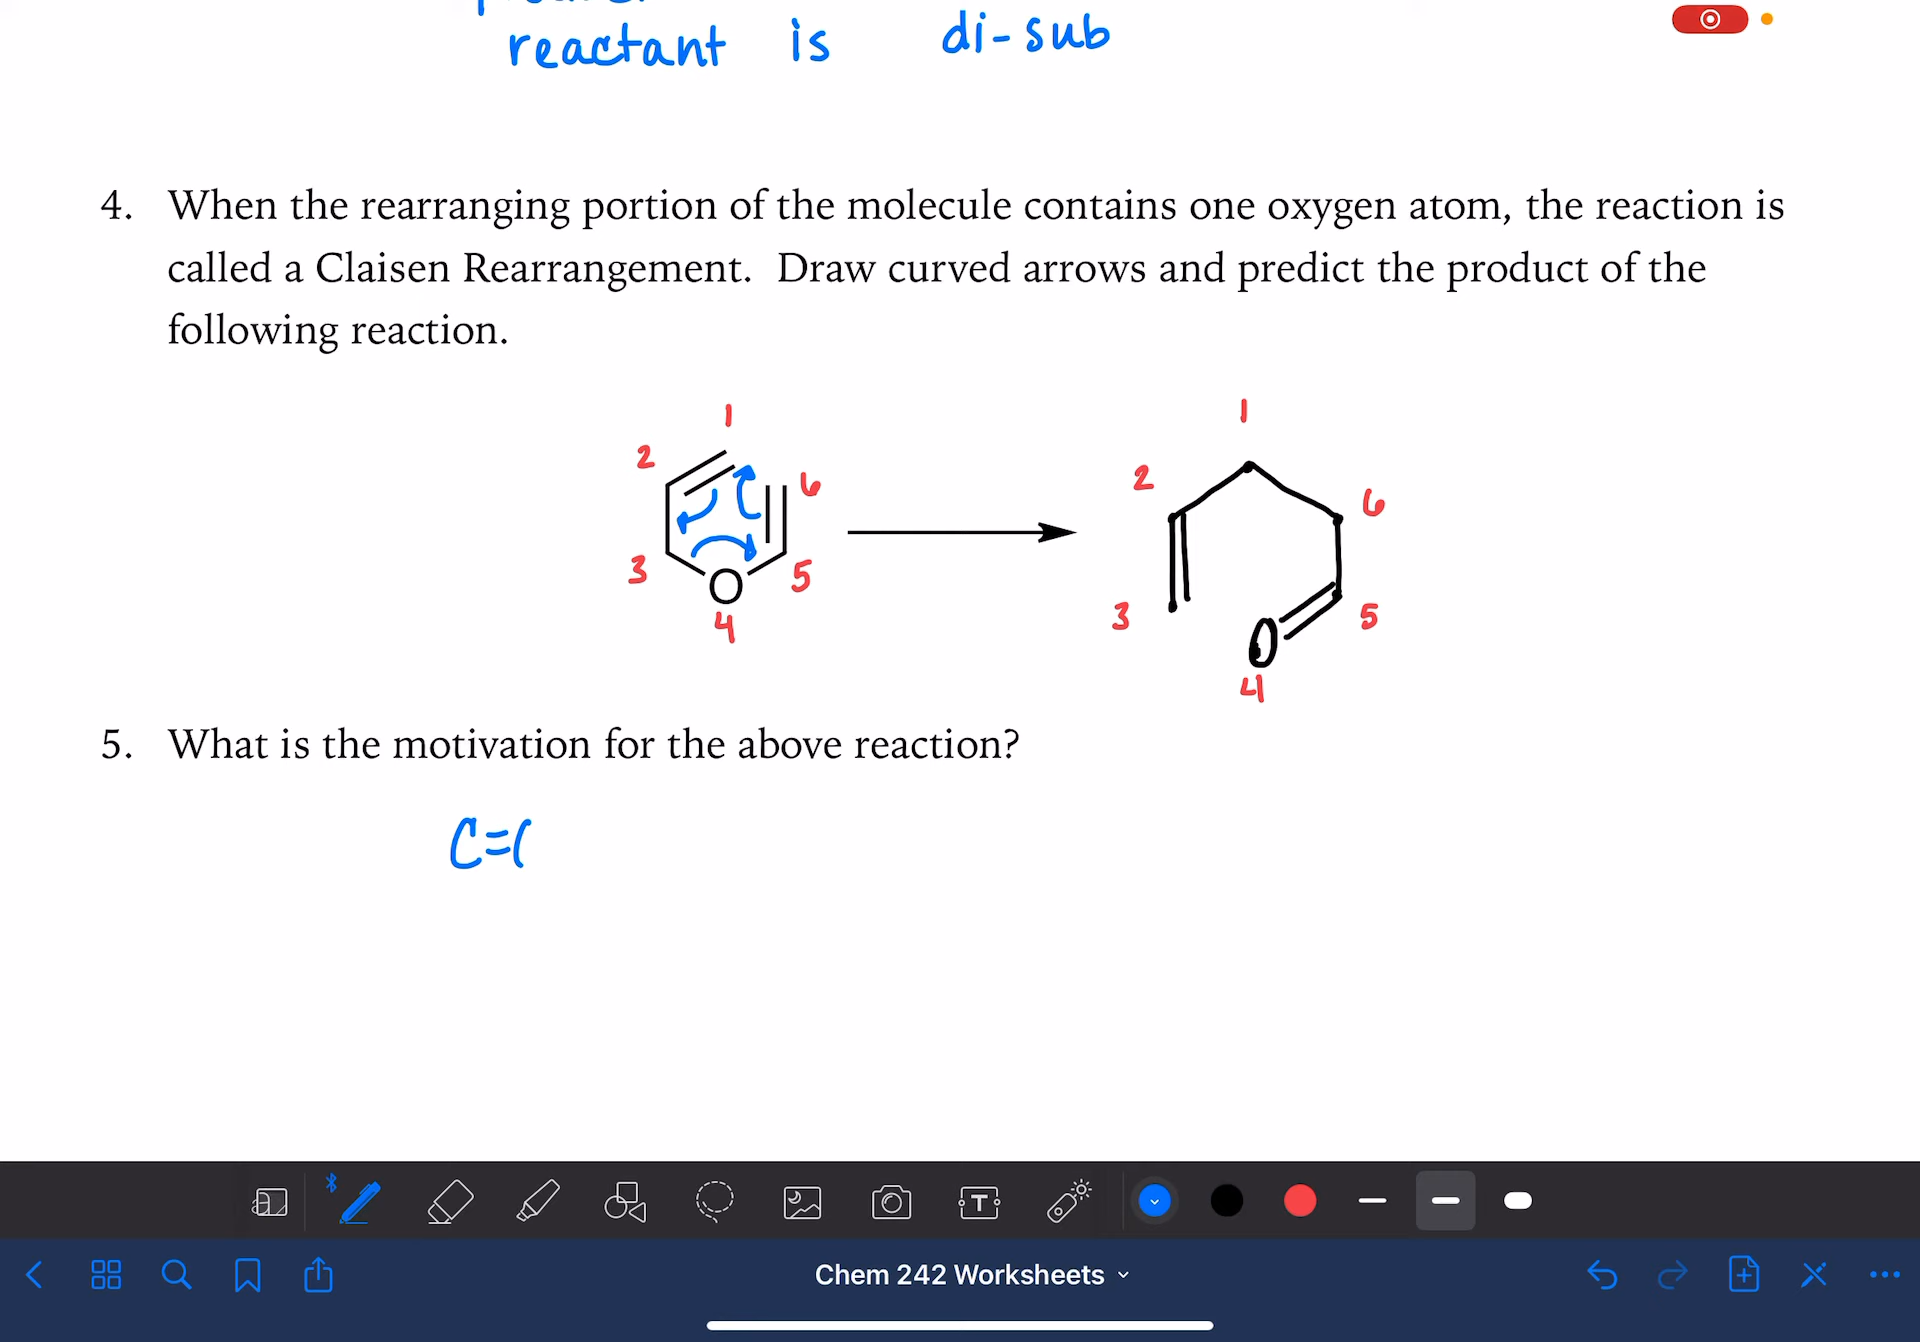 reactant is di-sub
4. When the rearranging portion of the molecule contains one oxygen atom, the reaction is
called a Claisen Rearrangement. Draw curved arrows and predict the product of the
following reaction.
1
2
6
3
O
5
4
1
2
6
3
5
O
4
5. What is the motivation for the above reaction?
C=(
T
Chem 242 Worksheets